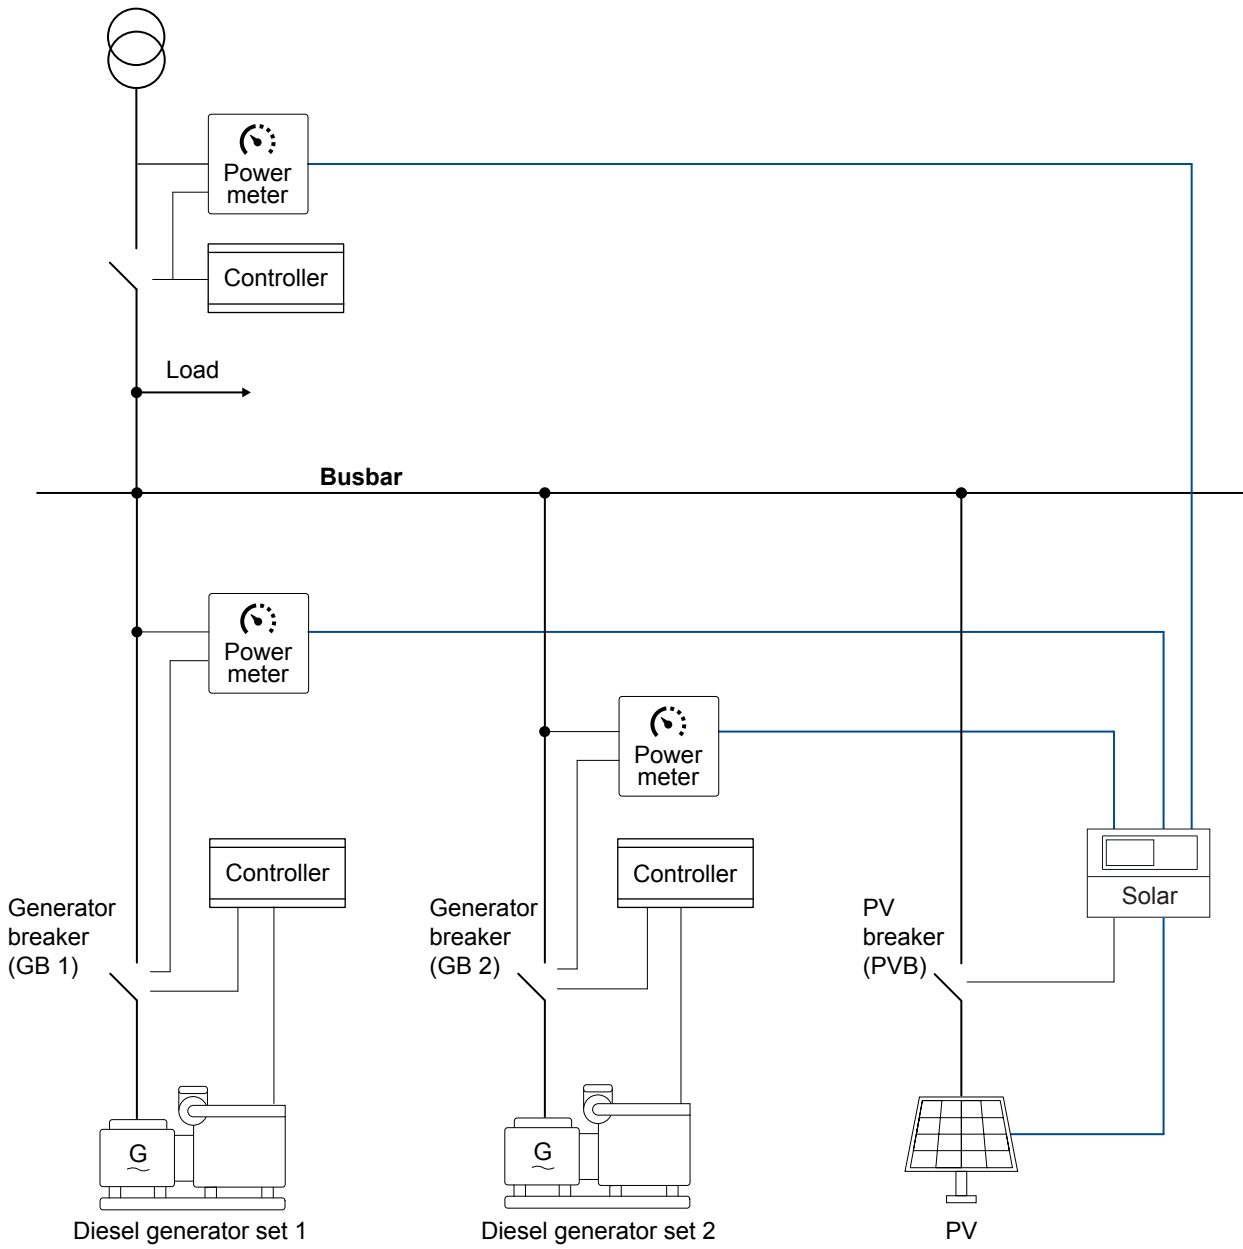 Power
meter
Controller
Load
Busbar
Power
meter
Power
meter
Controller
Controller
Solar
Generator
breaker
(GB 1)
Generator
breaker
(GB 2)
PV
breaker
(PVB)
G
G
Diesel generator set 1
Diesel generator set 2
PV